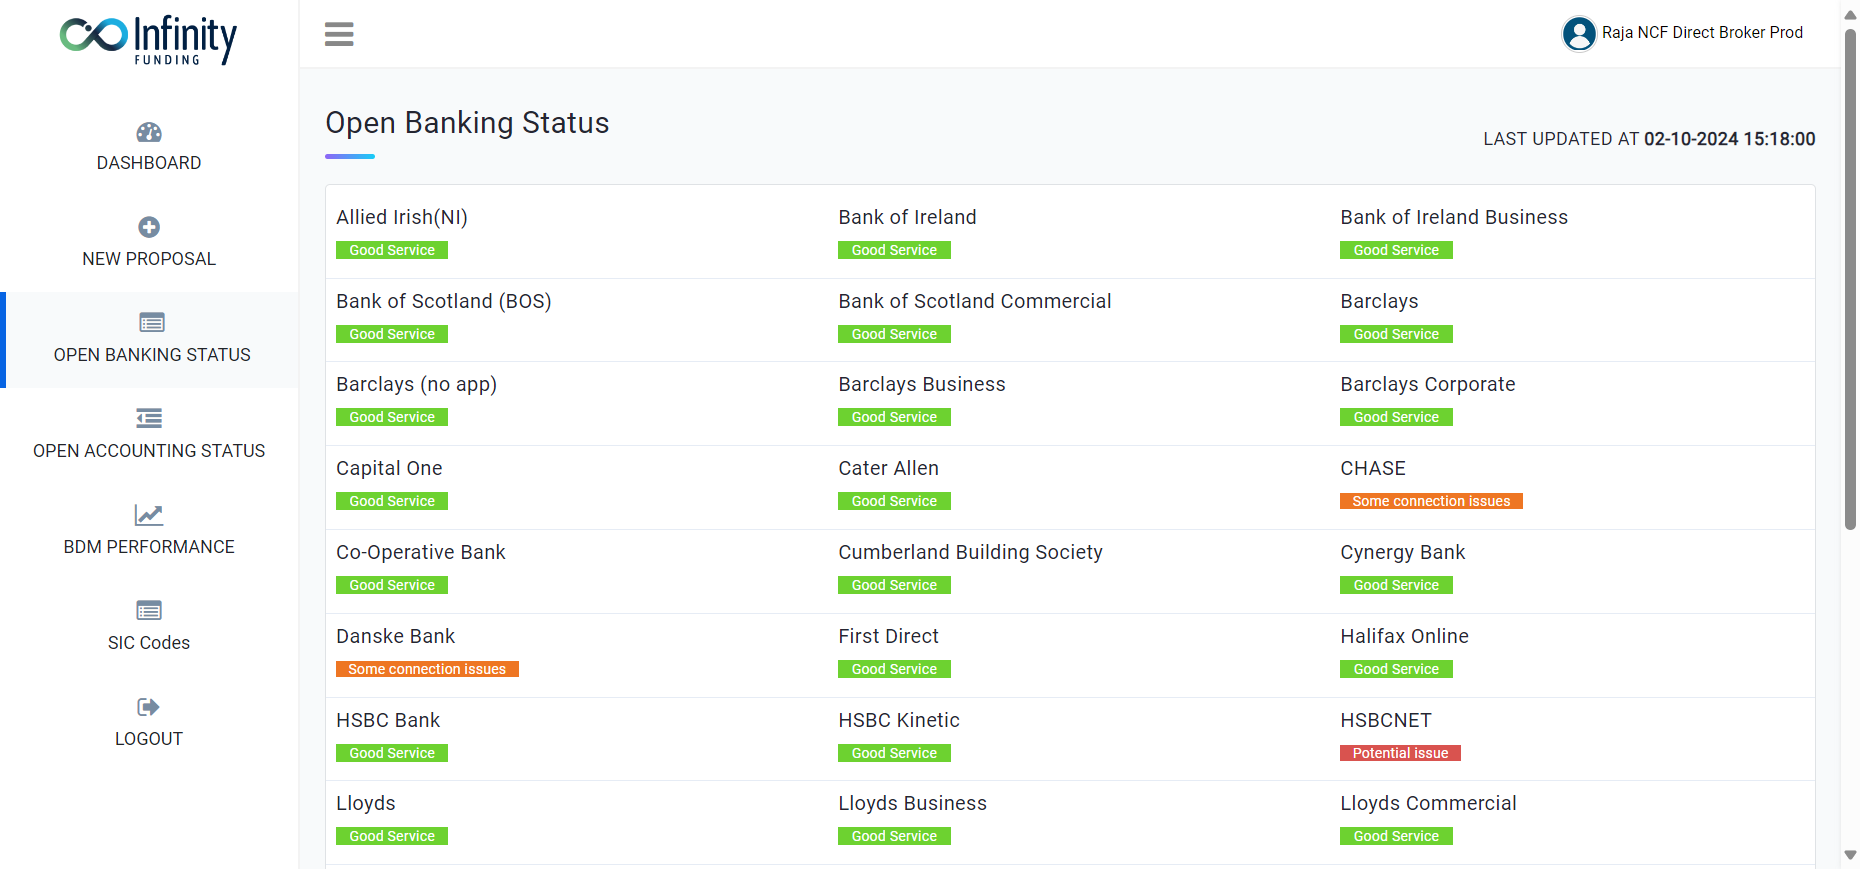 Infinity
FUNDING
Raja NCF Direct Broker Prod
DASHBOARD
NEW PROPOSAL
OPEN BANKING STATUS
OPEN ACCOUNTING STATUS
BDM PERFORMANCE
SIC Codes
LOGOUT
Open Banking Status
LAST UPDATED AT 02-10-2024 15:18:00
Allied Irish(NI)
Good Service
Bank of Ireland
Good Service
Bank of Ireland Business
Good Service
Bank of Scotland (BOS)
Good Service
Bank of Scotland Commercial
Good Service
Barclays
Good Service
Barclays (no app)
Good Service
Barclays Business
Good Service
Barclays Corporate
Good Service
Capital One
Good Service
Cater Allen
Good Service
CHASE
Some connection issues
Co-Operative Bank
Good Service
Cumberland Building Society
Good Service
Cynergy Bank
Good Service
Danske Bank
Some connection issues
First Direct
Good Service
Halifax Online
Good Service
HSBC Bank
Good Service
HSBC Kinetic
Good Service
HSBCNET
Potential issue
Lloyds
Good Service
Lloyds Business
Good Service
Lloyds Commercial
Good Service